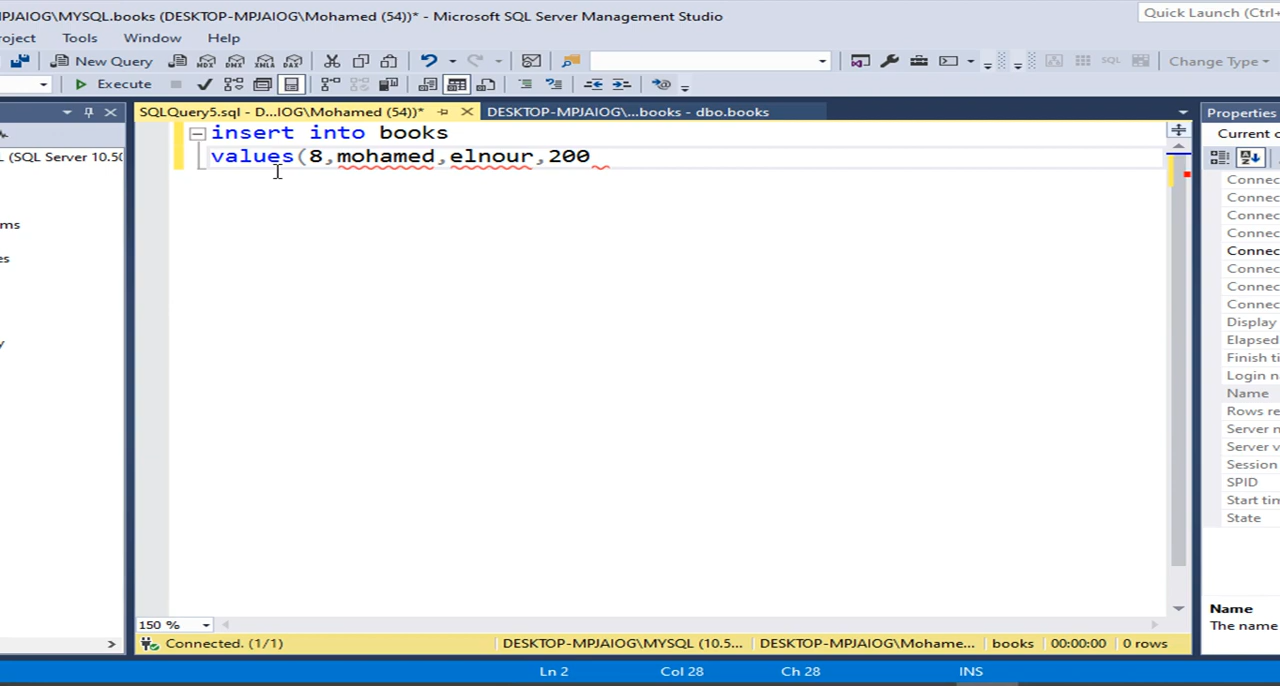 PJAIOG\MYSQL.books (DESKTOP-MPJAIOG\Mohamed (54))* - Microsoft SQL Server Management Studio
Quick Launch (Ctrl+
roject Tools Window Help
New Query
Change Type
Execute
SQLQuery5.sql - D...IOG\Mohamed (54))*
DESKTOP-MPJAIOG\...books - dbo.books
Properties
insert into books
values(8,mohamed,elnour,200
(SQL Server 10.50
ms
es
y
Current c
Connec
Connec
Connec
Connec
Connec
Connec
Connec
Connec
Display
Elapsed
Finish ti
Login n
Name
Rows re
Server n
Server v
Session
SPID
Start tim
State
Name
The name
150 %
Connected. (1/1)
DESKTOP-MPJAIOG\MYSQL (10.5...
DESKTOP-MPJAIOG\Mohame...
books
00:00:00
0 rows
Ln 2
Col 28
Ch 28
INS